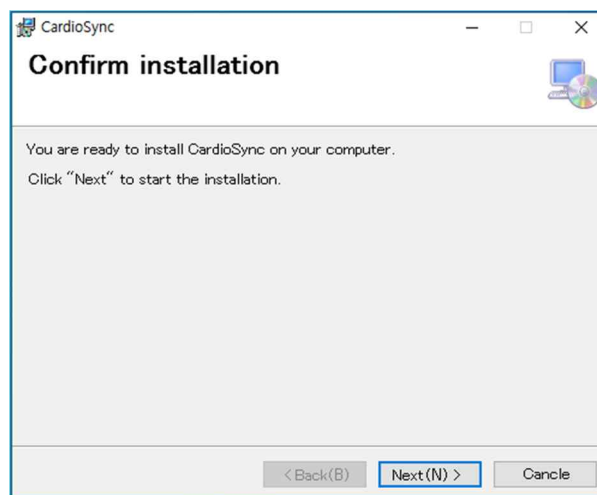 CardioSync
Confirm installation
You are ready to install CardioSync on your computer.
Click "Next" to start the installation.
< Back(B)
Next(N) >
Cancle